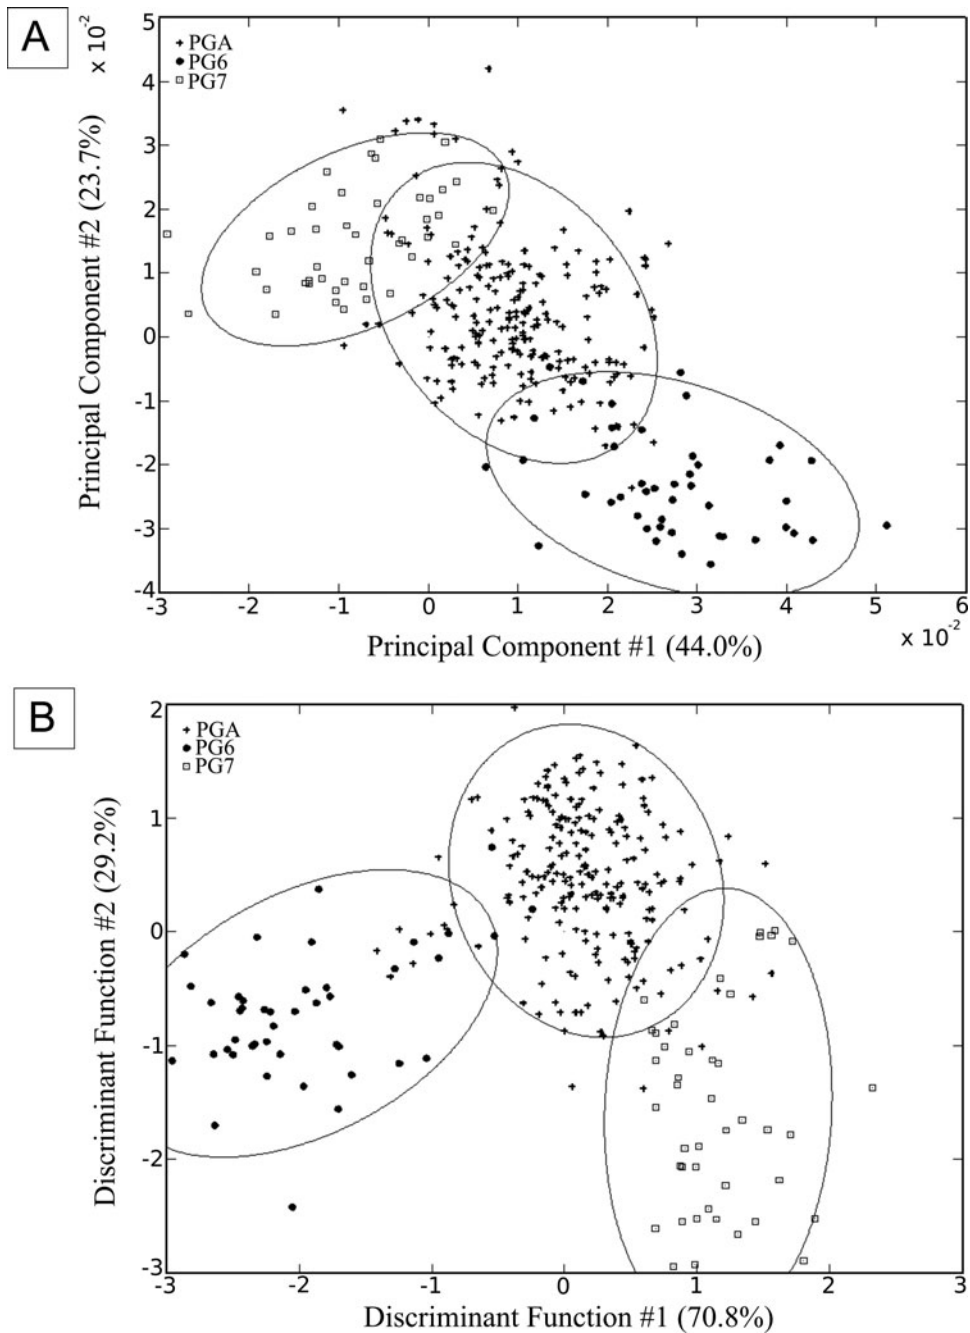 A
x 10⁻²
5
4
3
2
1
0
-1
-2
-3
-4
Principal Component #2 (23.7%)
PGA
PG6
PG7
-3 -2 -1 0 1 2 3 4 5 6
x 10⁻²
Principal Component #1 (44.0%)
B
2
1
0
-1
-2
-3
Discriminant Function #2 (29.2%)
PGA
PG6
PG7
-3 -2 -1 0 1 2 3
Discriminant Function #1 (70.8%)